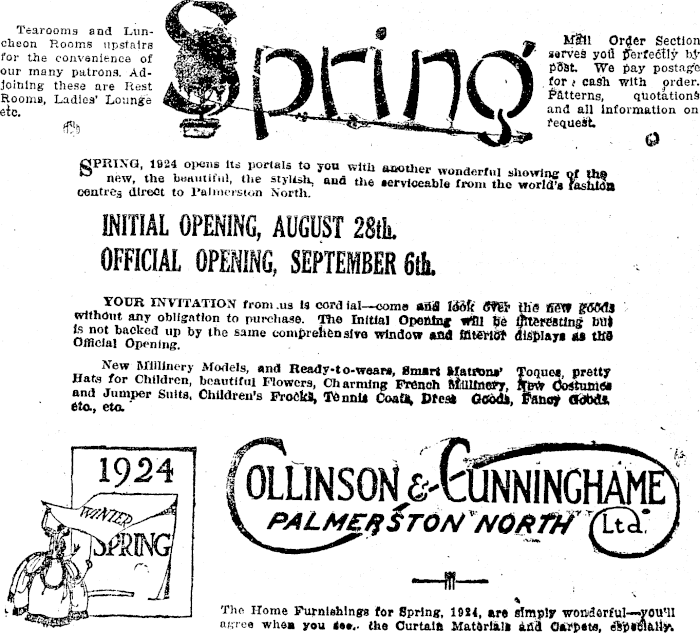 Tearooms and Lun-
cheon Rooms upstairs
for the convenience of
our many patrons. Ad-
joining these are Rest
Rooms, Ladies' Lounge
etc.
Spring
Mail Order Section
serves you perfectly by
post. We pay postage
for cash with order.
Patterns, quotations
and all information on
request.
SPRING, 1924 opens its portals to you with another wonderful showing of the
new, the beautiful, the stylish, and the serviceable from the world's fashion
centres direct to Palmerston North.
INITIAL OPENING, AUGUST 28th.
OFFICIAL OPENING, SEPTEMBER 6th.
YOUR INVITATION from us is cordial—come and look over the new goods
without any obligation to purchase. The Initial Opening will be interesting but
is not backed up by the same comprehensive window and interior displays as the
Official Opening.
New Millinery Models, and Ready-to-wears, Smart Matrons' Toques, pretty
Hats for Children, beautiful Flowers, Charming French Millinery, New Costumes
and Jumper Suits, Children's Frocks, Tennis Coats, Dress Goods, Fancy Goods,
etc., etc.
1924
WINTER
SPRING
COLLINSON & CUNNINGHAME
PALMERSTON NORTH Ltd.
The Home Furnishings for Spring, 1924, are simply wonderful—you'll
agree when you see the Curtain Materials and Carpets, especially.